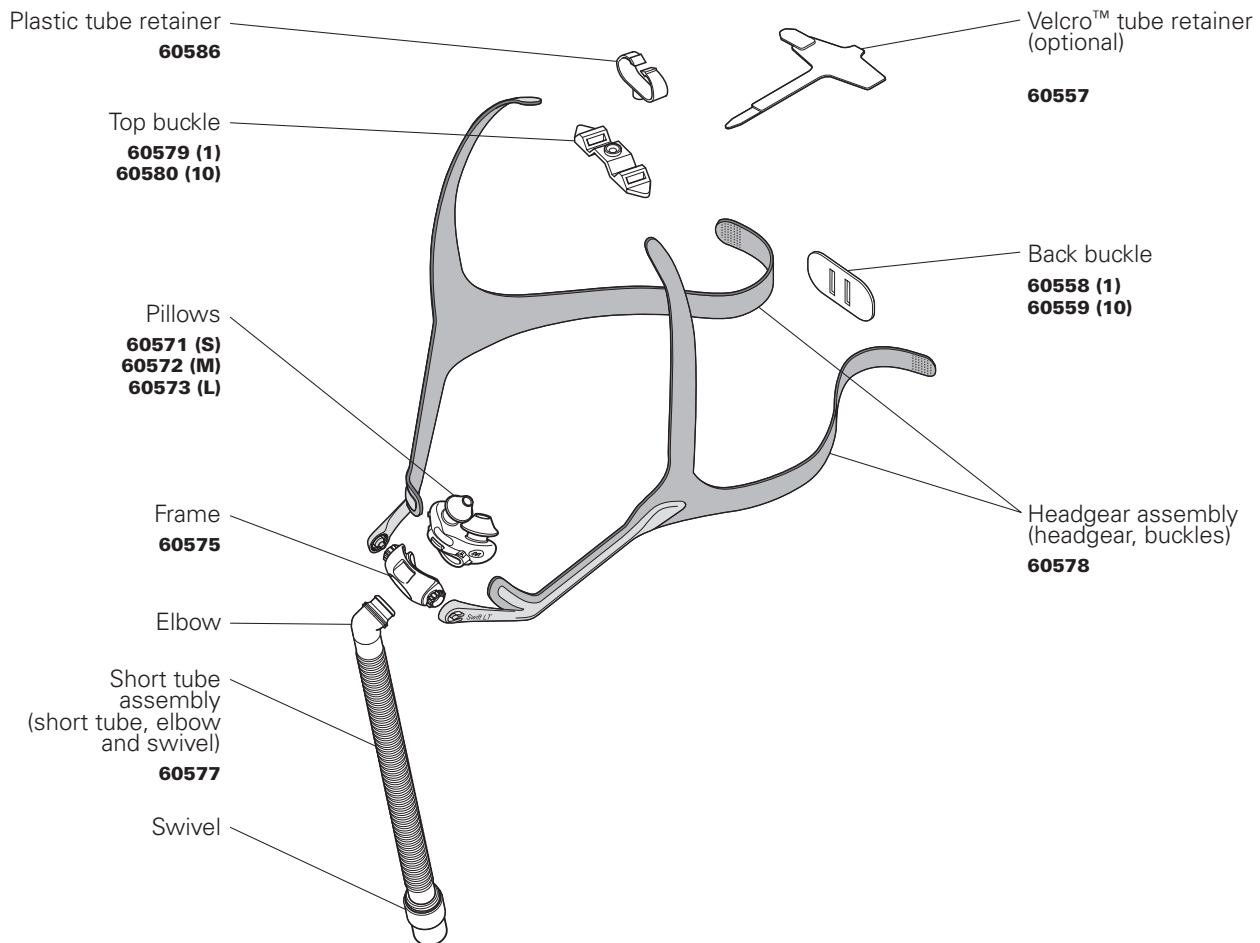 Plastic tube retainer
60586
Top buckle
60579 (1)
60580 (10)
Pillows
60571 (S)
60572 (M)
60573 (L)
Frame
60575
Elbow
Short tube
assembly
(short tube, elbow
and swivel)
60577
Swivel
Velcro™ tube retainer
(optional)
60557
Back buckle
60558 (1)
60559 (10)
Headgear assembly
(headgear, buckles)
60578
Swift LT